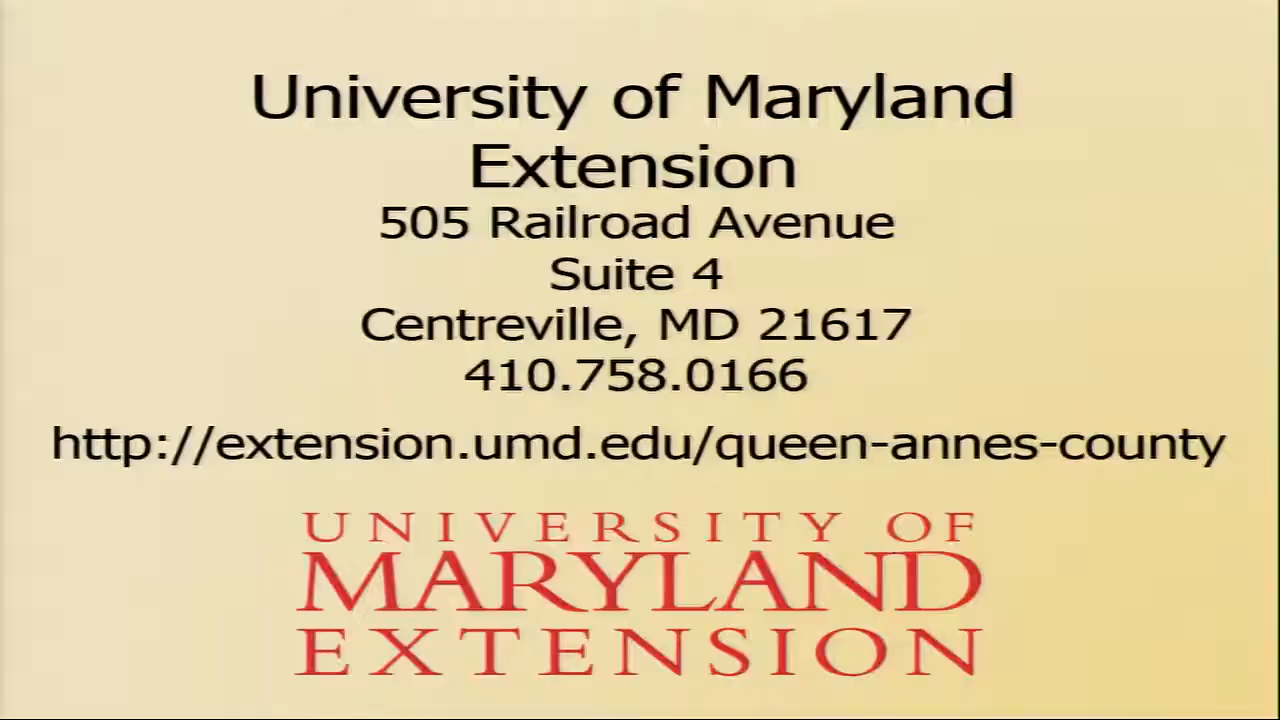 University of Maryland
Extension
505 Railroad Avenue
Suite 4
Centreville, MD 21617
410.758.0166
http://extension.umd.edu/queen-annes-county
UNIVERSITY OF
MARYLAND
EXTENSION